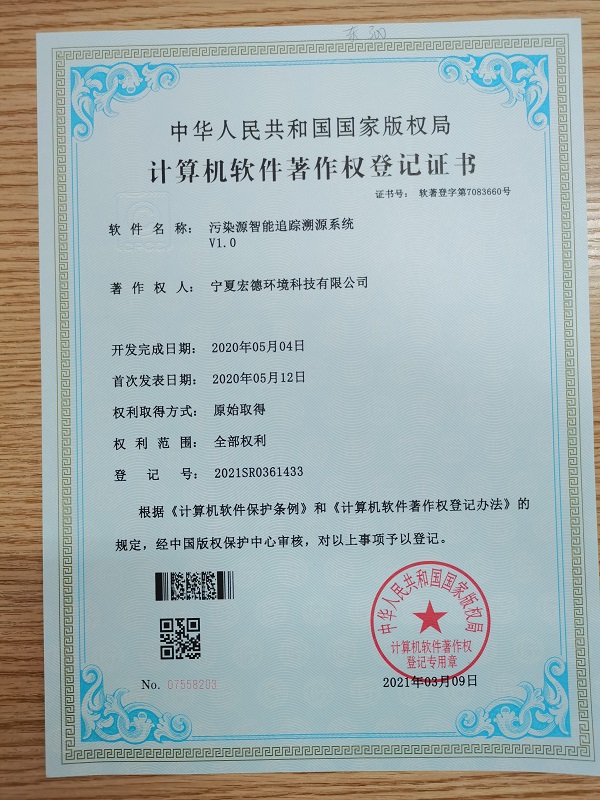 中华人民共和国国家版权局
计算机软件著作权登记证书
证书号： 软著登字第7083660号
软件名称： 污染源智能追踪溯源系统
V1.0
著作权人： 宁夏宏德环境科技有限公司
开发完成日期： 2020年05月04日
首次发表日期： 2020年05月12日
权利取得方式： 原始取得
权利范围： 全部权利
登记号： 2021SR0361433
根据《计算机软件保护条例》和《计算机软件著作权登记办法》的
规定，经中国版权保护中心审核，对以上事项予以登记。
中华人民共和国国家版权局
计算机软件著作权
登记专用章
No. 07558203
2021年03月09日